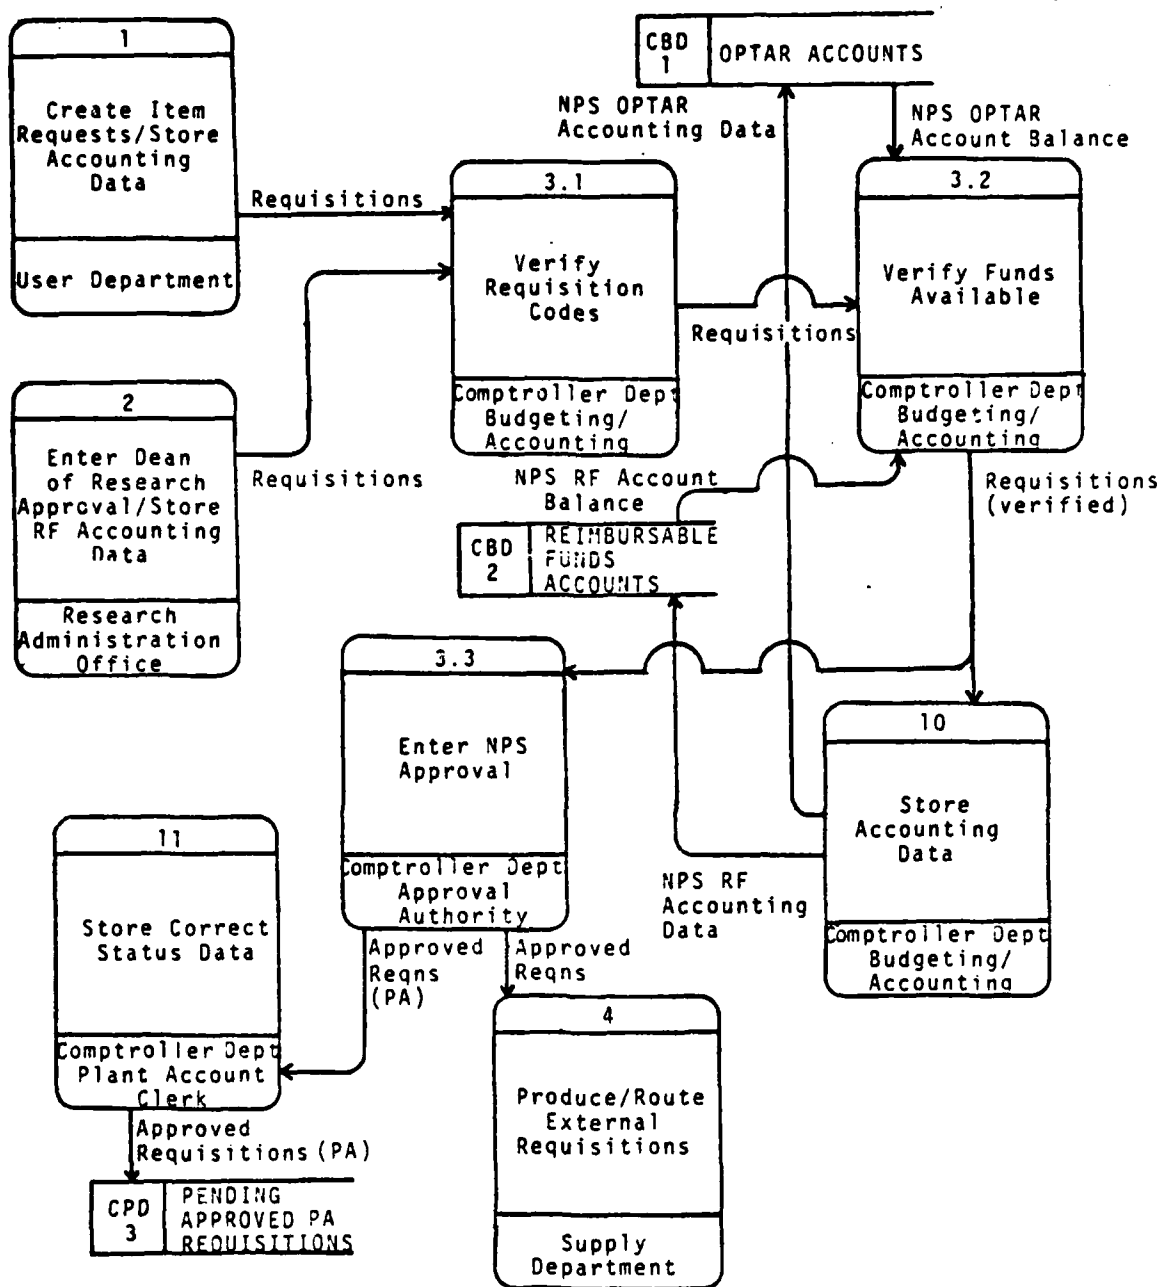 1
Create Item
Requests/Store
Accounting
Data
User Department
CBD
1
OPTAR ACCOUNTS
NPS OPTAR
Accounting Data
NPS OPTAR
Account Balance
Requisitions
3.1
Verify
Requisition
Codes
Comptroller Dept
Budgeting/
Accounting
Requisitions
3.2
Verify Funds
Available
Comptroller Dept
Budgeting/
Accounting
2
Enter Dean
of Research
Approval/Store
RF Accounting
Data
Research
Administration
Office
Requisitions
NPS RF Account
Balance
CBD
2
REIMBURSABLE
FUNDS
ACCOUNTS
Requisitions
(verified)
3.3
Enter NPS
Approval
Comptroller Dept
Approval
Authority
10
Store
Accounting
Data
Comptroller Dept
Budgeting/
Accounting
NPS RF
Accounting
Data
11
Store Correct
Status Data
Comptroller Dept
Plant Account
Clerk
Approved
Reqns
(PA)
Approved
Reqns
4
Produce/Route
External
Requisitions
Supply
Department
Approved
Requisitions (PA)
CPD
3
PENDING
APPROVED PA
REQUISITIONS